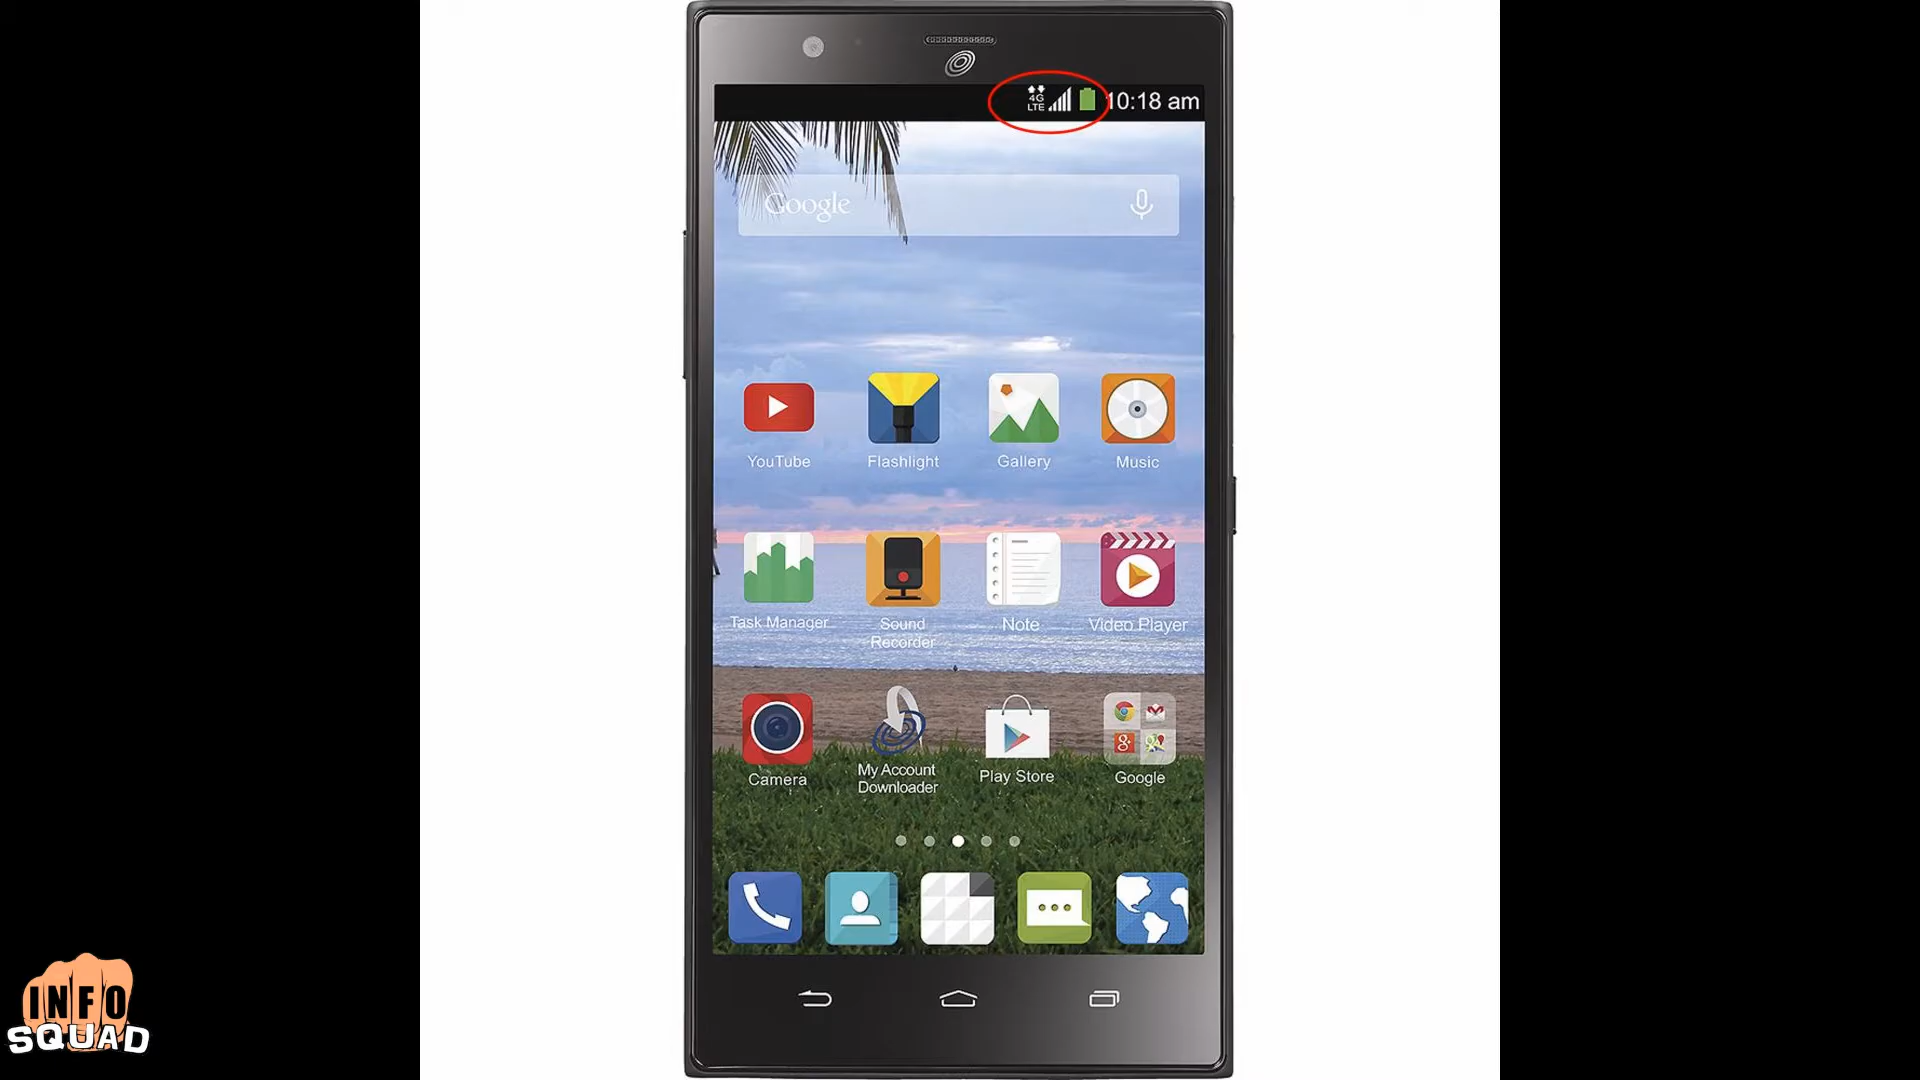 4G
LTE
10:18 am
Google
YouTube
Flashlight
Gallery
Music
Task Manager
Sound
Recorder
Note
Video Player
Camera
My Account
Downloader
Play Store
Google
INFO
SQUAD